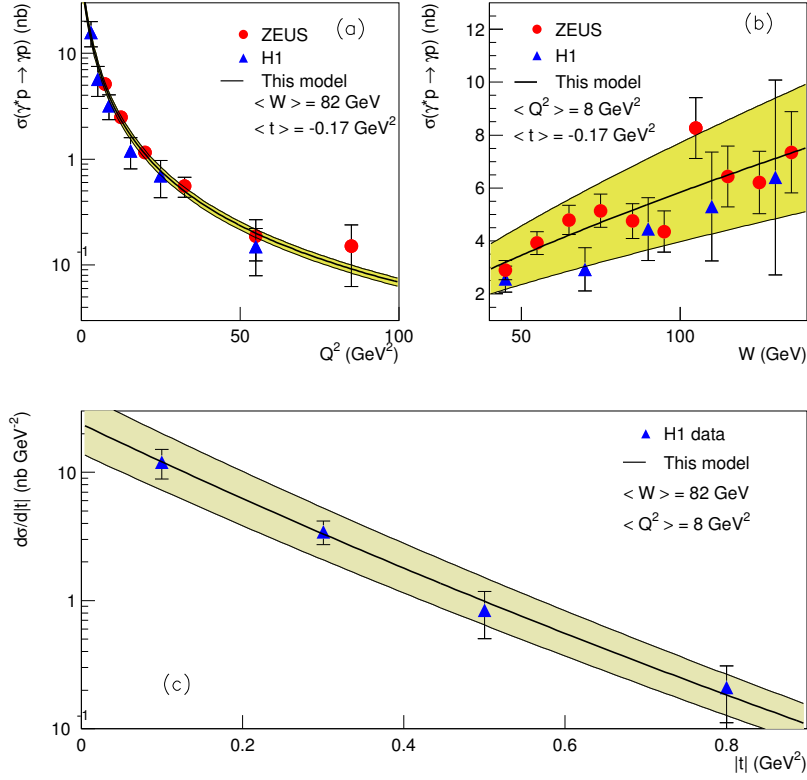 σ(γ*p → γp) (nb)
10
1
10⁻¹
0
50
100
Q² (GeV²)
(a)
ZEUS
H1
This model
< W > = 82 GeV
< t > = -0.17 GeV²
σ(γ*p → γp) (nb)
12
10
8
6
4
2
50
100
W (GeV)
(b)
ZEUS
H1
This model
< Q² > = 8 GeV²
< t > = -0.17 GeV²
dσ/d|t| (nb GeV⁻²)
10
1
10⁻¹
0
0.2
0.4
0.6
0.8
|t| (GeV²)
(c)
H1 data
This model
< W > = 82 GeV
< Q² > = 8 GeV²